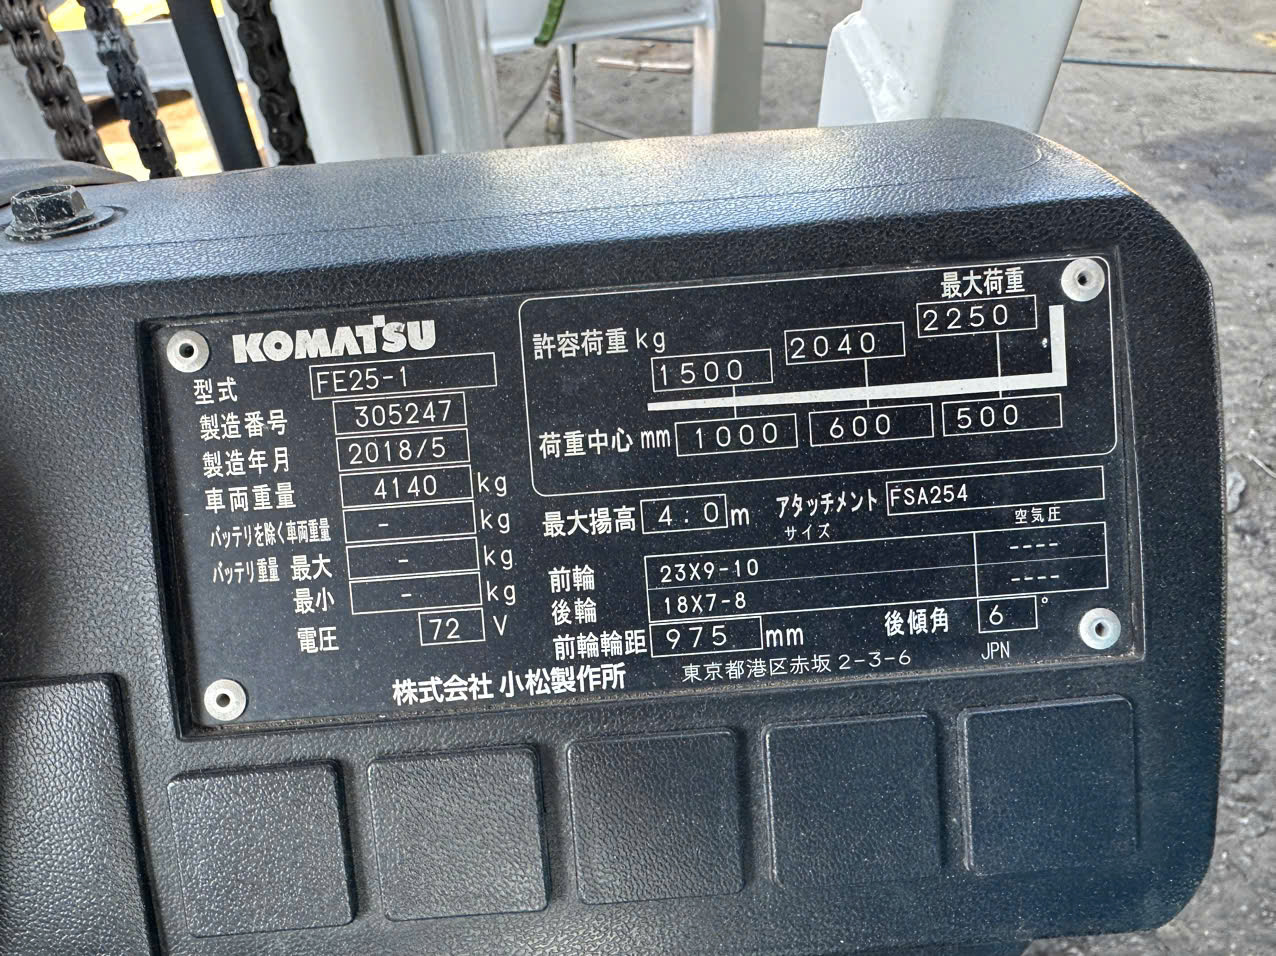 KOMATSU
型式 FE25-1
製造番号 305247
製造年月 2018/5
車両重量 4140 kg
バッテリを除く車両重量 - kg
バッテリ重量 最大 - kg
最小 - kg
電圧 72 V
最大荷重
許容荷重 kg 1500 2040 2250
荷重中心 mm 1000 600 500
最大揚高 4.0 m アタッチメント FSA254
サイズ 空気圧
前輪 23X9-10 ----
後輪 18X7-8 ----
前輪輪距 975 mm 後傾角 6 °
株式会社 小松製作所 東京都港区赤坂 2-3-6 JPN